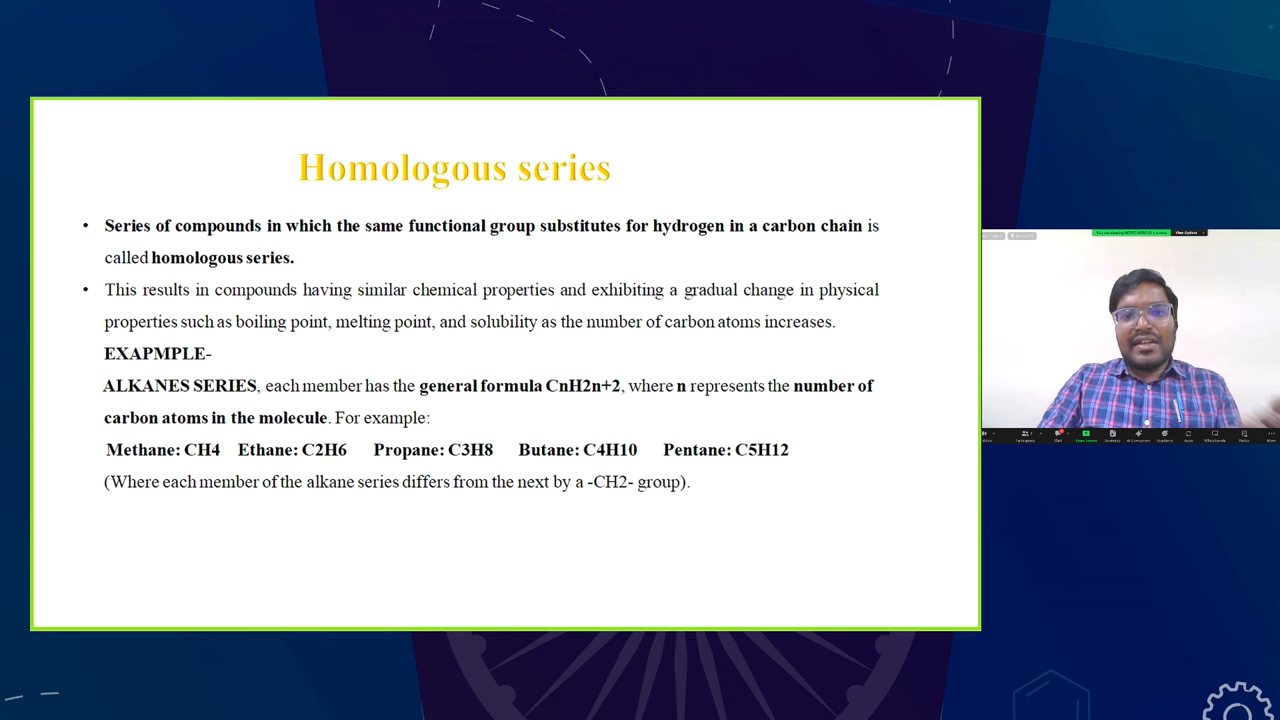 Homologous series
• Series of compounds in which the same functional group substitutes for hydrogen in a carbon chain is
called homologous series.
• This results in compounds having similar chemical properties and exhibiting a gradual change in physical
properties such as boiling point, melting point, and solubility as the number of carbon atoms increases.
EXAPMPLE-
ALKANES SERIES, each member has the general formula CnH2n+2, where n represents the number of
carbon atoms in the molecule. For example:
Methane: CH4 Ethane: C2H6 Propane: C3H8 Butane: C4H10 Pentane: C5H12
(Where each member of the alkane series differs from the next by a -CH2- group).
View Options